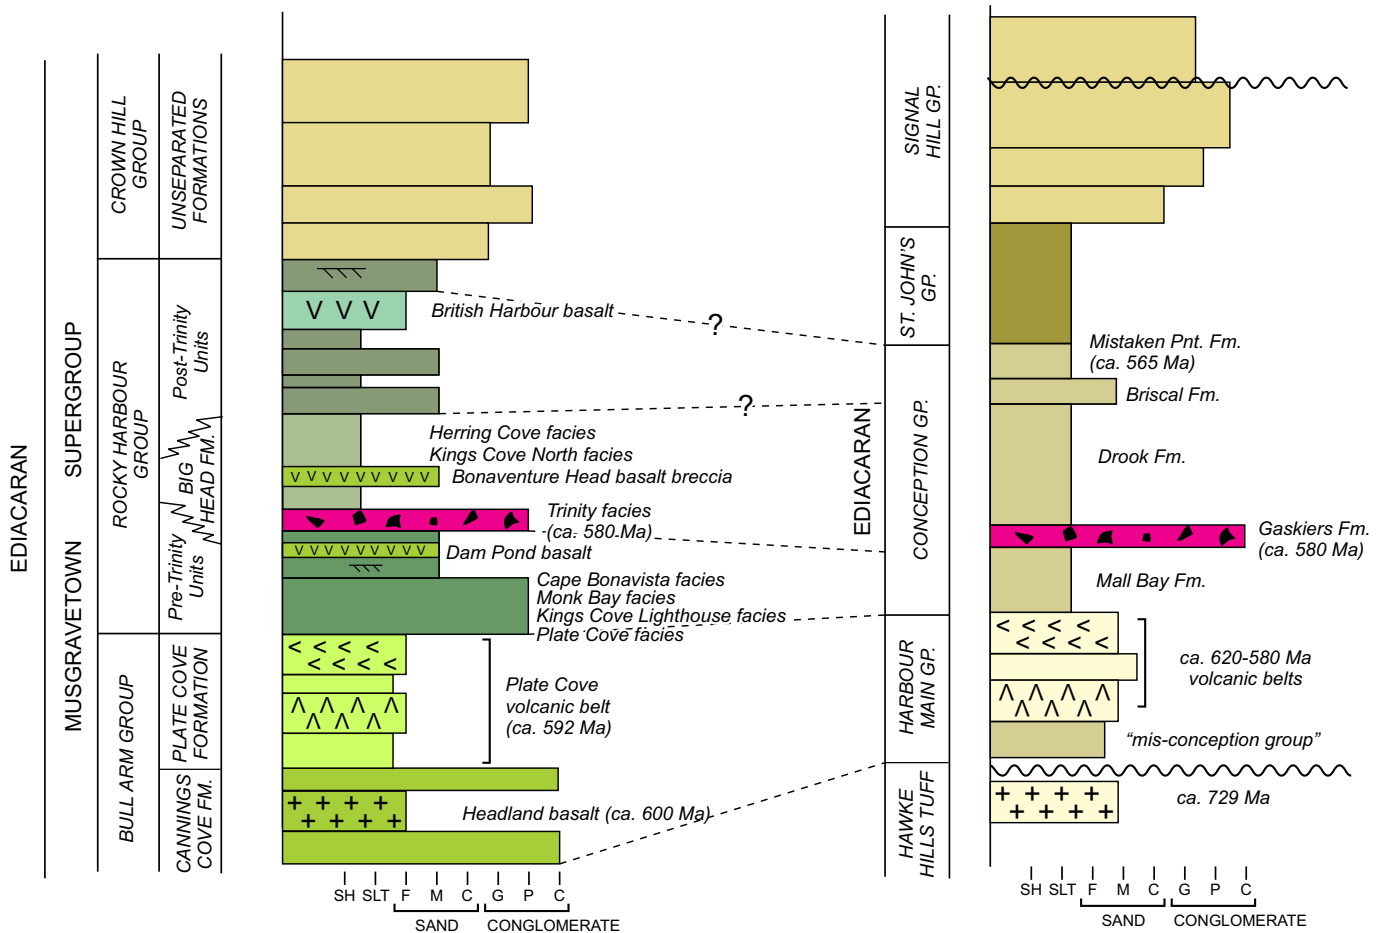 EDIACARAN
MUSGRAVETOWN SUPERGROUP
CROWN HILL
GROUP
UNSEPARATED
FORMATIONS
ROCKY HARBOUR
GROUP
Post-Trinity
Units
BIG
HEAD FM.
Pre-Trinity
Units
BULL ARM GROUP
PLATE COVE
FORMATION
CANNINGS
COVE FM.
British Harbour basalt
Herring Cove facies
Kings Cove North facies
Bonaventure Head basalt breccia
Trinity facies
(ca. 580 Ma)
Dam Pond basalt
Cape Bonavista facies
Monk Bay facies
Kings Cove Lighthouse facies
Plate Cove facies
Plate Cove
volcanic belt
(ca. 592 Ma)
Headland basalt (ca. 600 Ma)
SH SLT F M C G P C
SAND CONGLOMERATE
?
?
EDIACARAN
SIGNAL
HILL GP.
ST. JOHN'S
GP.
CONCEPTION GP.
HARBOUR
MAIN GP.
HAWKE
HILLS TUFF
Mistaken Pnt. Fm.
(ca. 565 Ma)
Briscal Fm.
Drook Fm.
Gaskiers Fm.
(ca. 580 Ma)
Mall Bay Fm.
ca. 620-580 Ma
volcanic belts
“mis-conception group”
ca. 729 Ma
SH SLT F M C G P C
SAND CONGLOMERATE